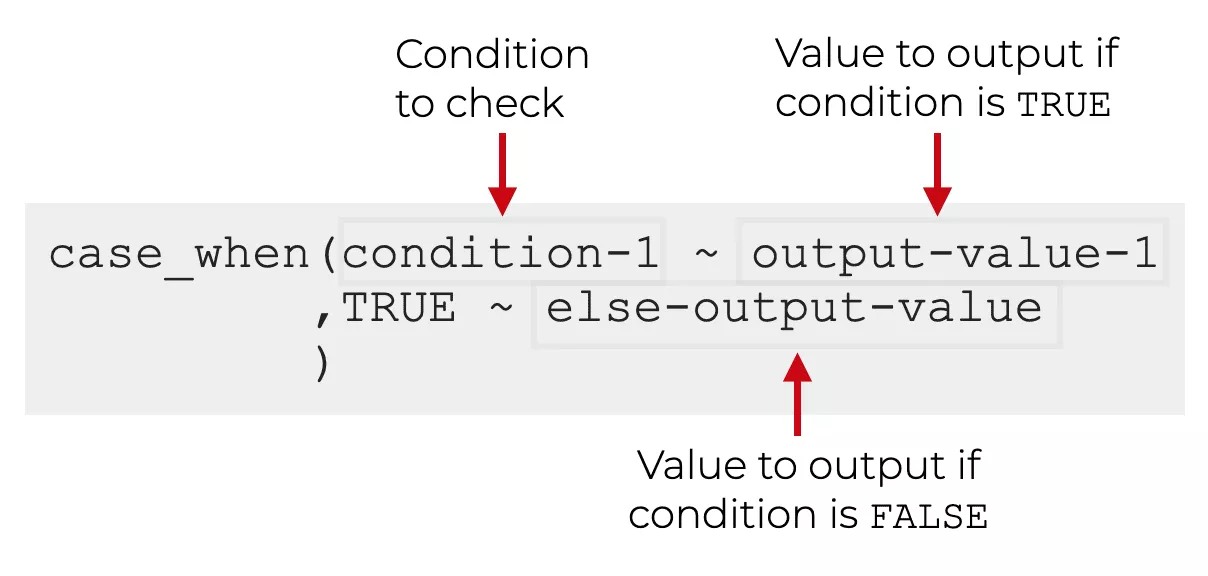 Condition
to check
Value to output if
condition is TRUE
case_when(condition-1 ~ output-value-1
,TRUE ~ else-output-value
)
Value to output if
condition is FALSE